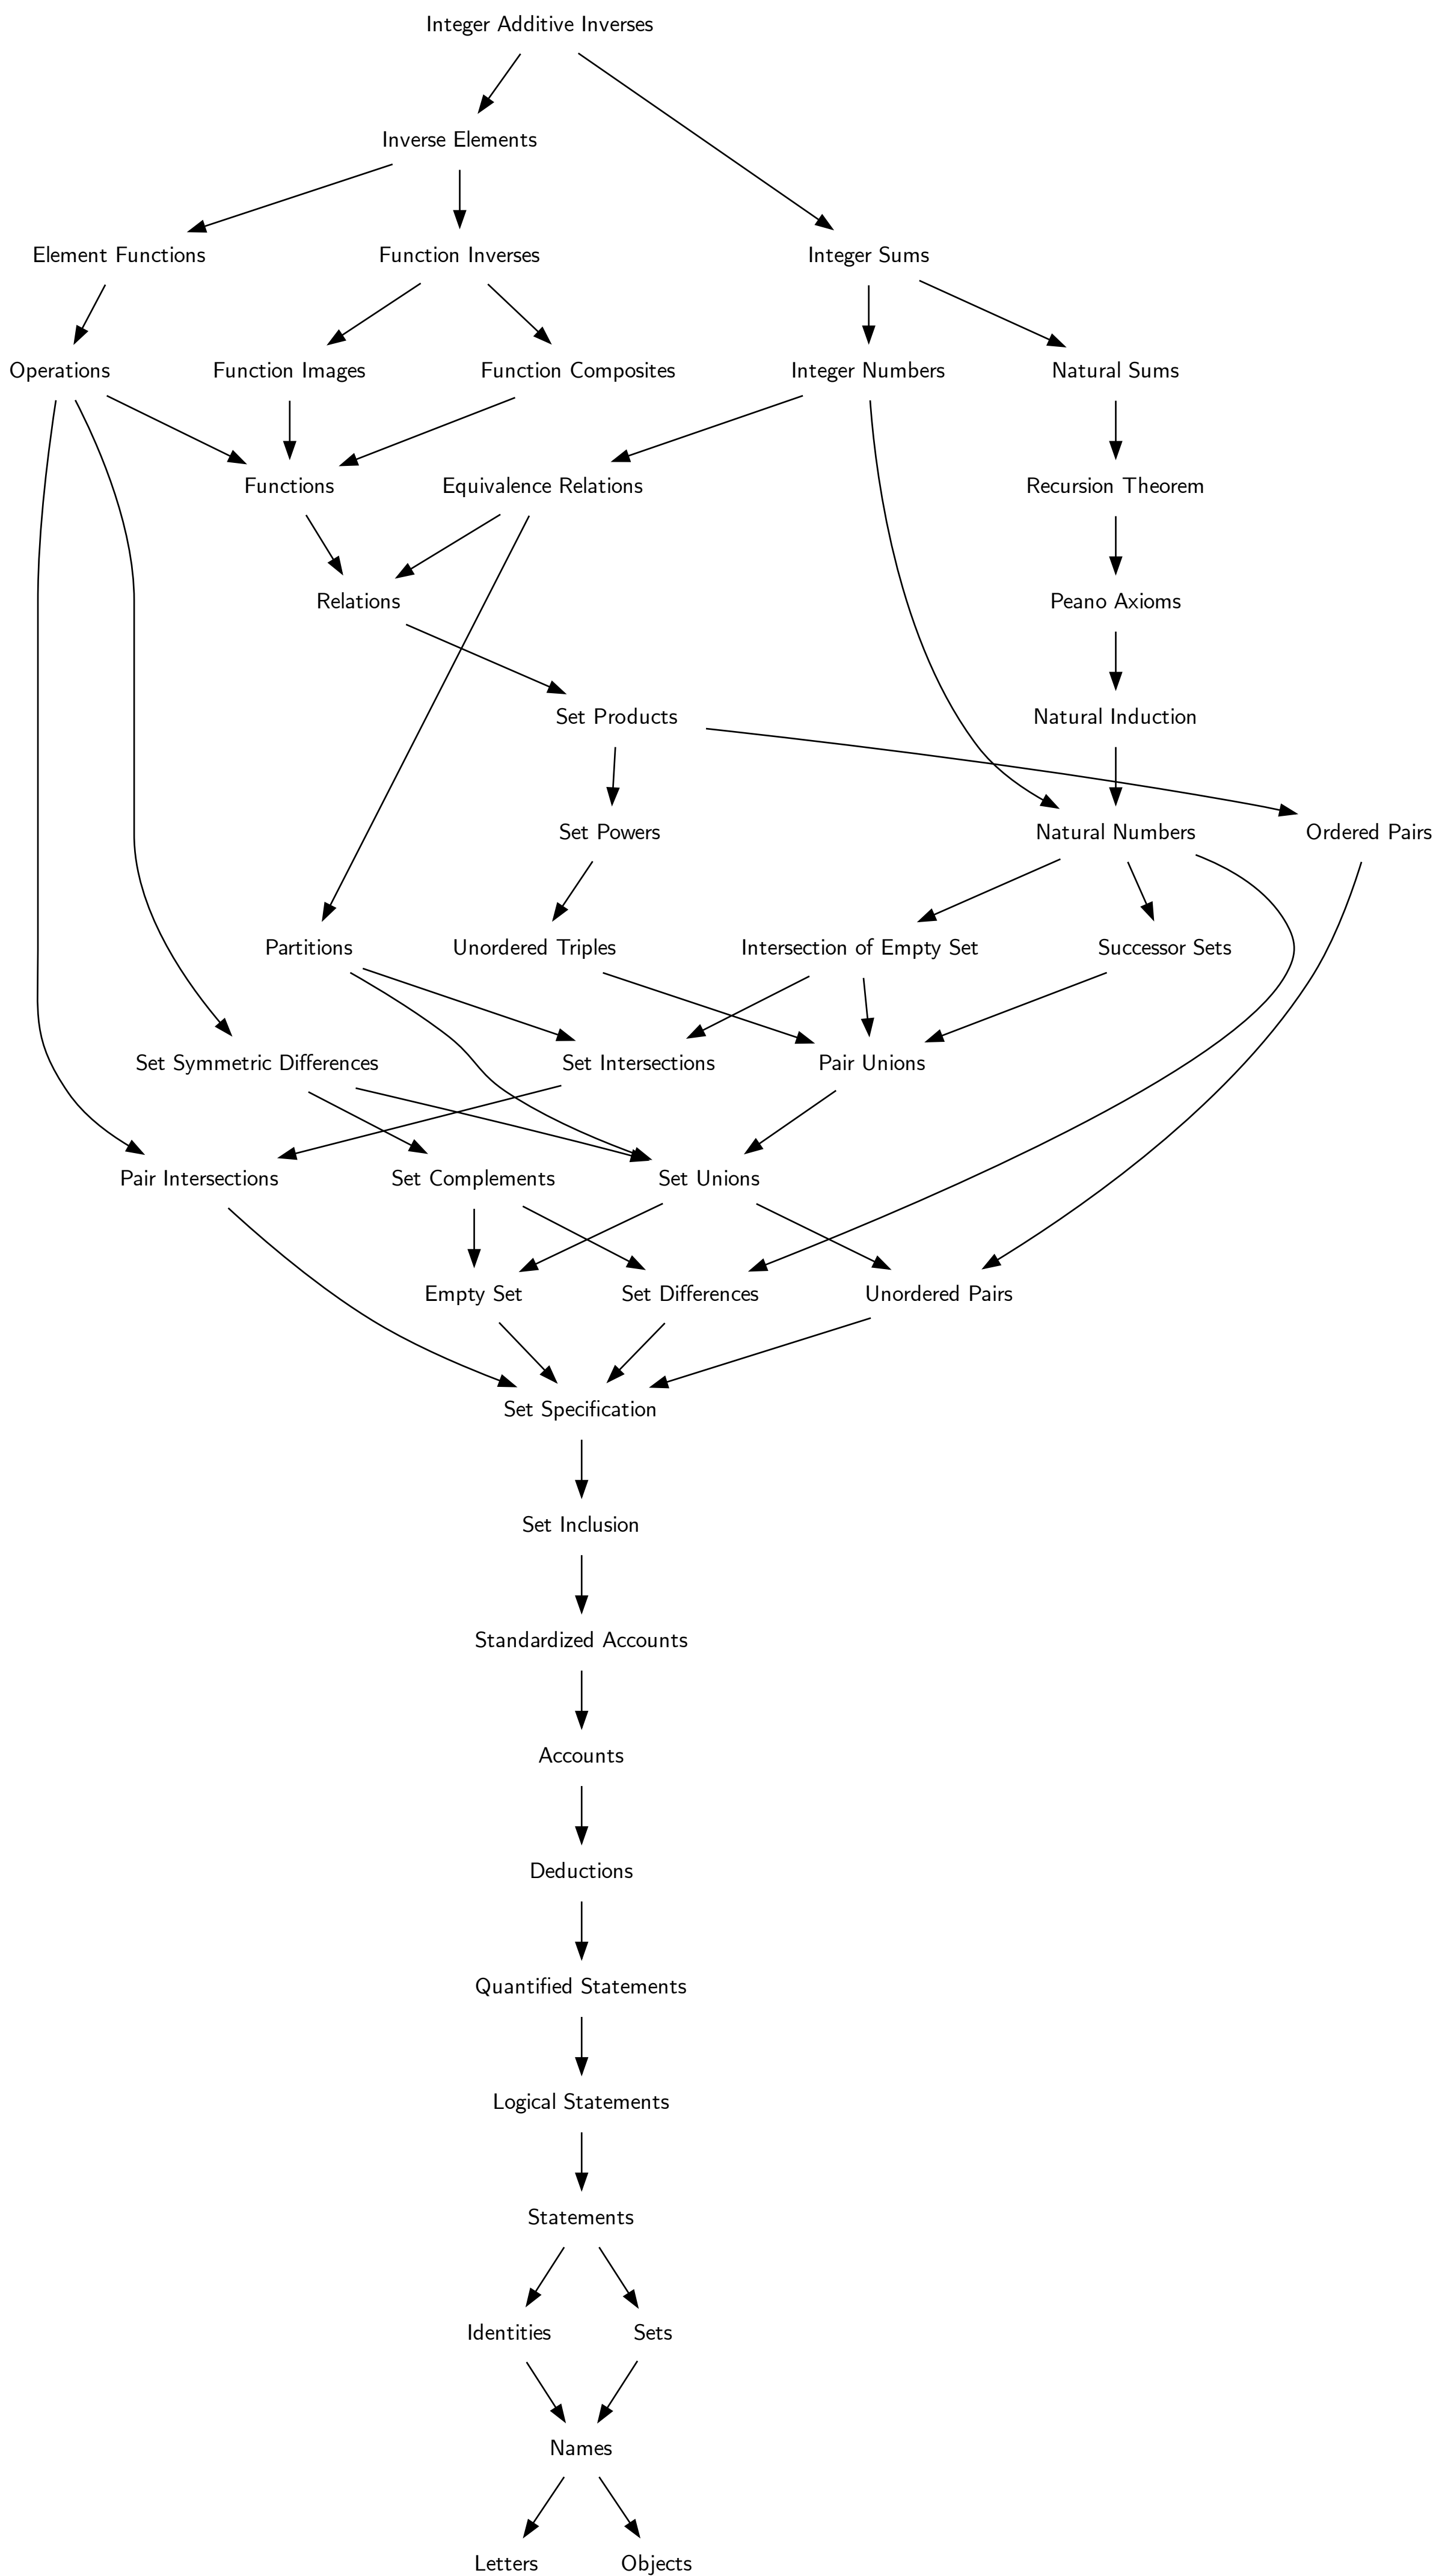 Integer Additive Inverses
Inverse Elements
Element Functions
Function Inverses
Integer Sums
Operations
Function Images
Function Composites
Integer Numbers
Natural Sums
Functions
Equivalence Relations
Recursion Theorem
Relations
Peano Axioms
Set Products
Natural Induction
Set Powers
Natural Numbers
Ordered Pairs
Partitions
Unordered Triples
Intersection of Empty Set
Successor Sets
Set Symmetric Differences
Set Intersections
Pair Unions
Pair Intersections
Set Complements
Set Unions
Empty Set
Set Differences
Unordered Pairs
Set Specification
Set Inclusion
Standardized Accounts
Accounts
Deductions
Quantified Statements
Logical Statements
Statements
Identities
Sets
Names
Letters
Objects